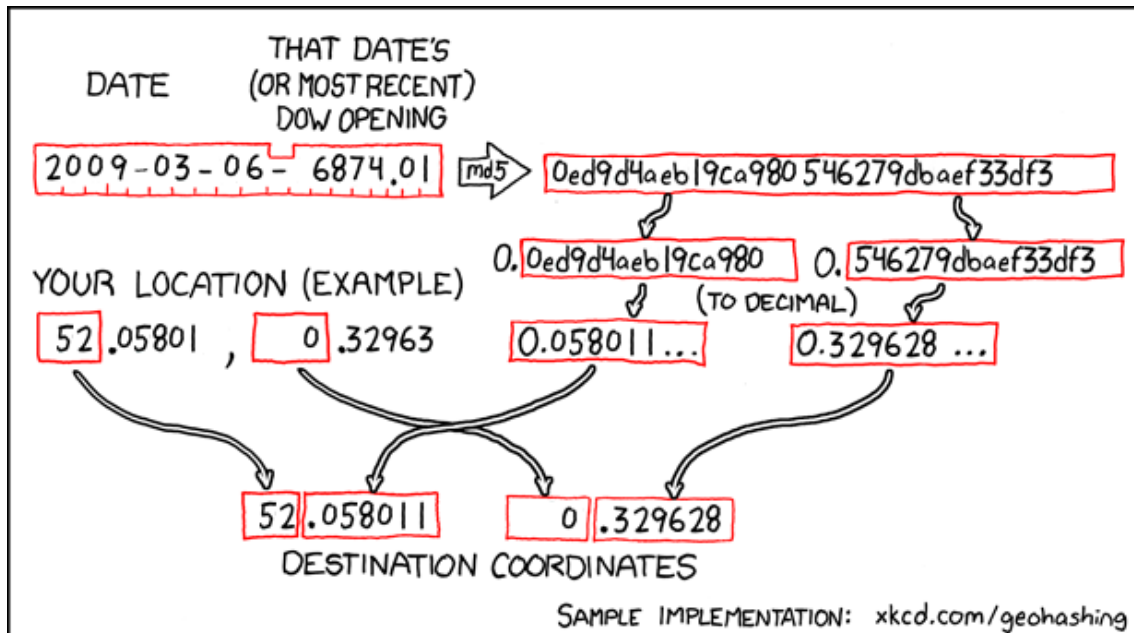 THAT DATE'S
DATE (OR MOST RECENT)
DOW OPENING
2009-03-06- 6874.01 md5 0ed9d4aeb19ca980546279dbaef33df3
0.0ed9d4aeb19ca980 0.546279dbaef33df3
YOUR LOCATION (EXAMPLE) (TO DECIMAL)
52.05801, 0.32963 0.058011... 0.329628...
52.058011 0.329628
DESTINATION COORDINATES
SAMPLE IMPLEMENTATION: xkcd.com/geohashing